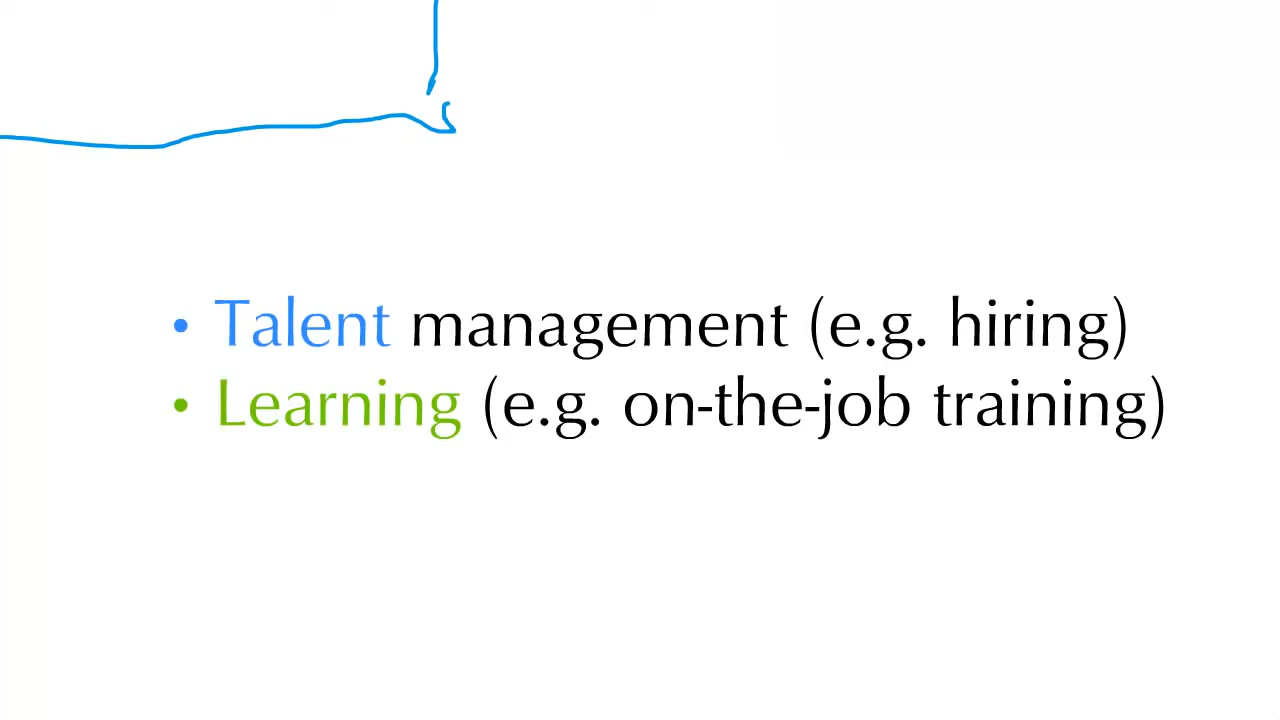 • Talent management (e.g. hiring)
• Learning (e.g. on-the-job training)